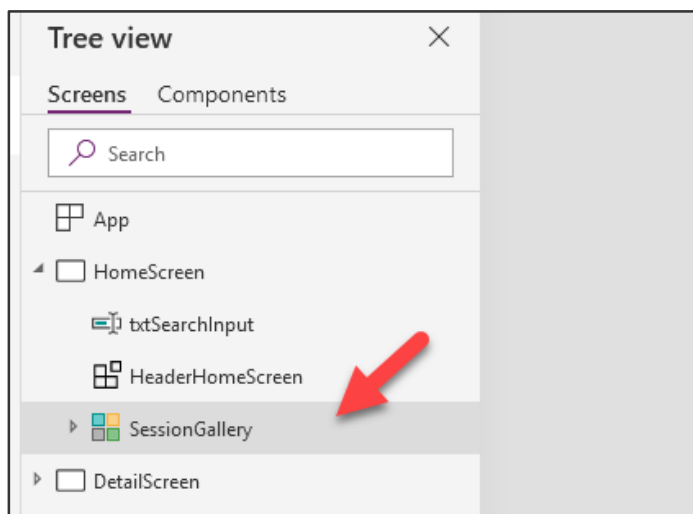 Tree view
Screens Components
Search
App
HomeScreen
txtSearchInput
HeaderHomeScreen
SessionGallery
DetailScreen